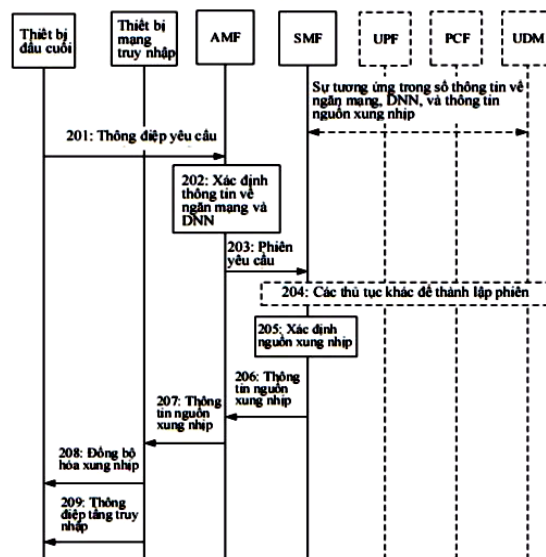 Thiết bị
đầu cuối
Thiết bị
mạng
truy nhập
AMF
SMF
UPF
PCF
UDM
Sự tương ứng trong số thông tin về
ngăn mạng, DNN, và thông tin
nguồn xung nhịp
201: Thông điệp yêu cầu
202: Xác định
thông tin về
ngăn mạng và
DNN
203: Phiên
yêu cầu
204: Các thủ tục khác để thành lập phiên
205: Xác định
nguồn xung nhịp
206: Thông
tin nguồn
xung nhịp
207: Thông
tin nguồn
xung nhịp
208: Đồng bộ
hóa xung nhịp
209: Thông
điệp tầng truy
nhập